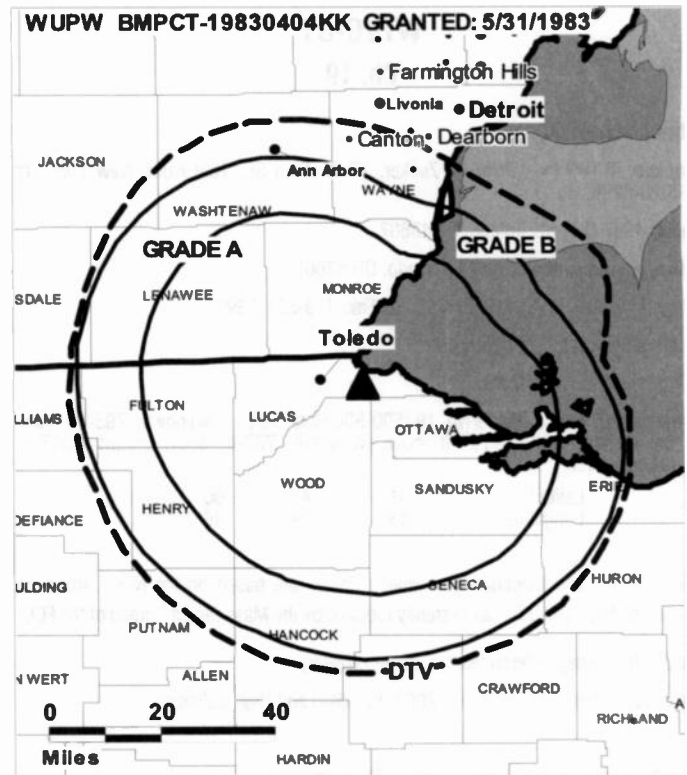 WUPW BMPCT-19830404KK GRANTED: 5/31/1983
Farmington Hills
Livonia
Detroit
Canton
Dearborn
JACKSON
Ann Arbor
WAYNE
WASHTENAW
GRADE A
GRADE B
LENAWEE
MONROE
SDALE
Toledo
LLIAMS
FULTON
LUCAS
OTTAWA
WOOD
SANDUSKY
ERIE
HENRY
DEFIANCE
SENECA
HURON
ULDING
PUTNAM
HANCOCK
DTV
N WERT
ALLEN
CRAWFORD
A
RICHLAND
0 20 40
Miles
HARDIN